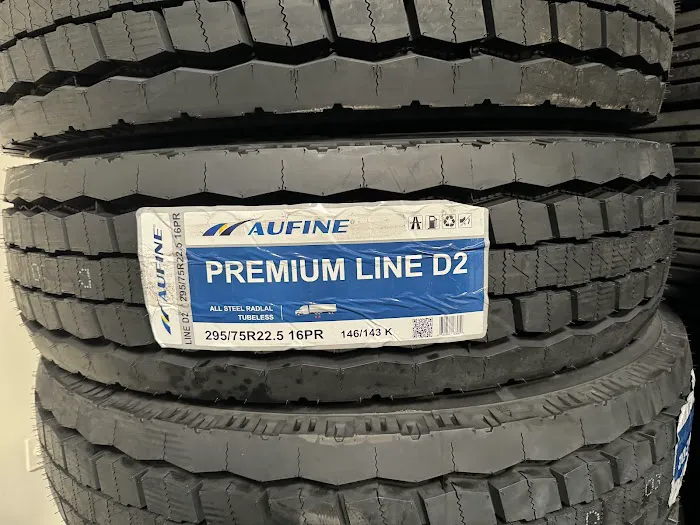 AUFINE
PREMIUM LINE D2
ALL STEEL RADLAL
TUBELESS
295/75R22.5 16PR 146/143 K
AUFINE
LINE D2
295/75R22.5 16PR